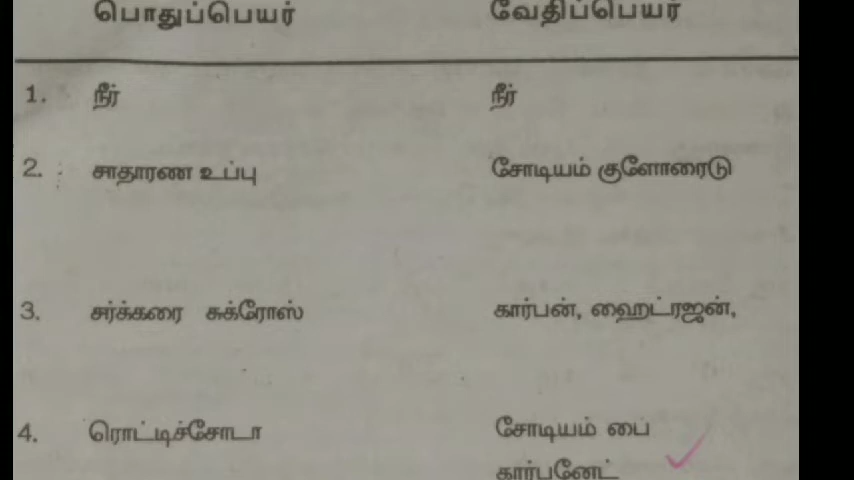 பொதுப்பெயர் வேதிப்பெயர்
1. நீர் நீர்
2. சாதாரண உப்பு சோடியம் குளோரைடு
3. சர்க்கரை சுக்ரோஸ் கார்பன், ஹைட்ரஜன்,
4. ரொட்டிச்சோடா சோடியம் பை
கார்பனேட்